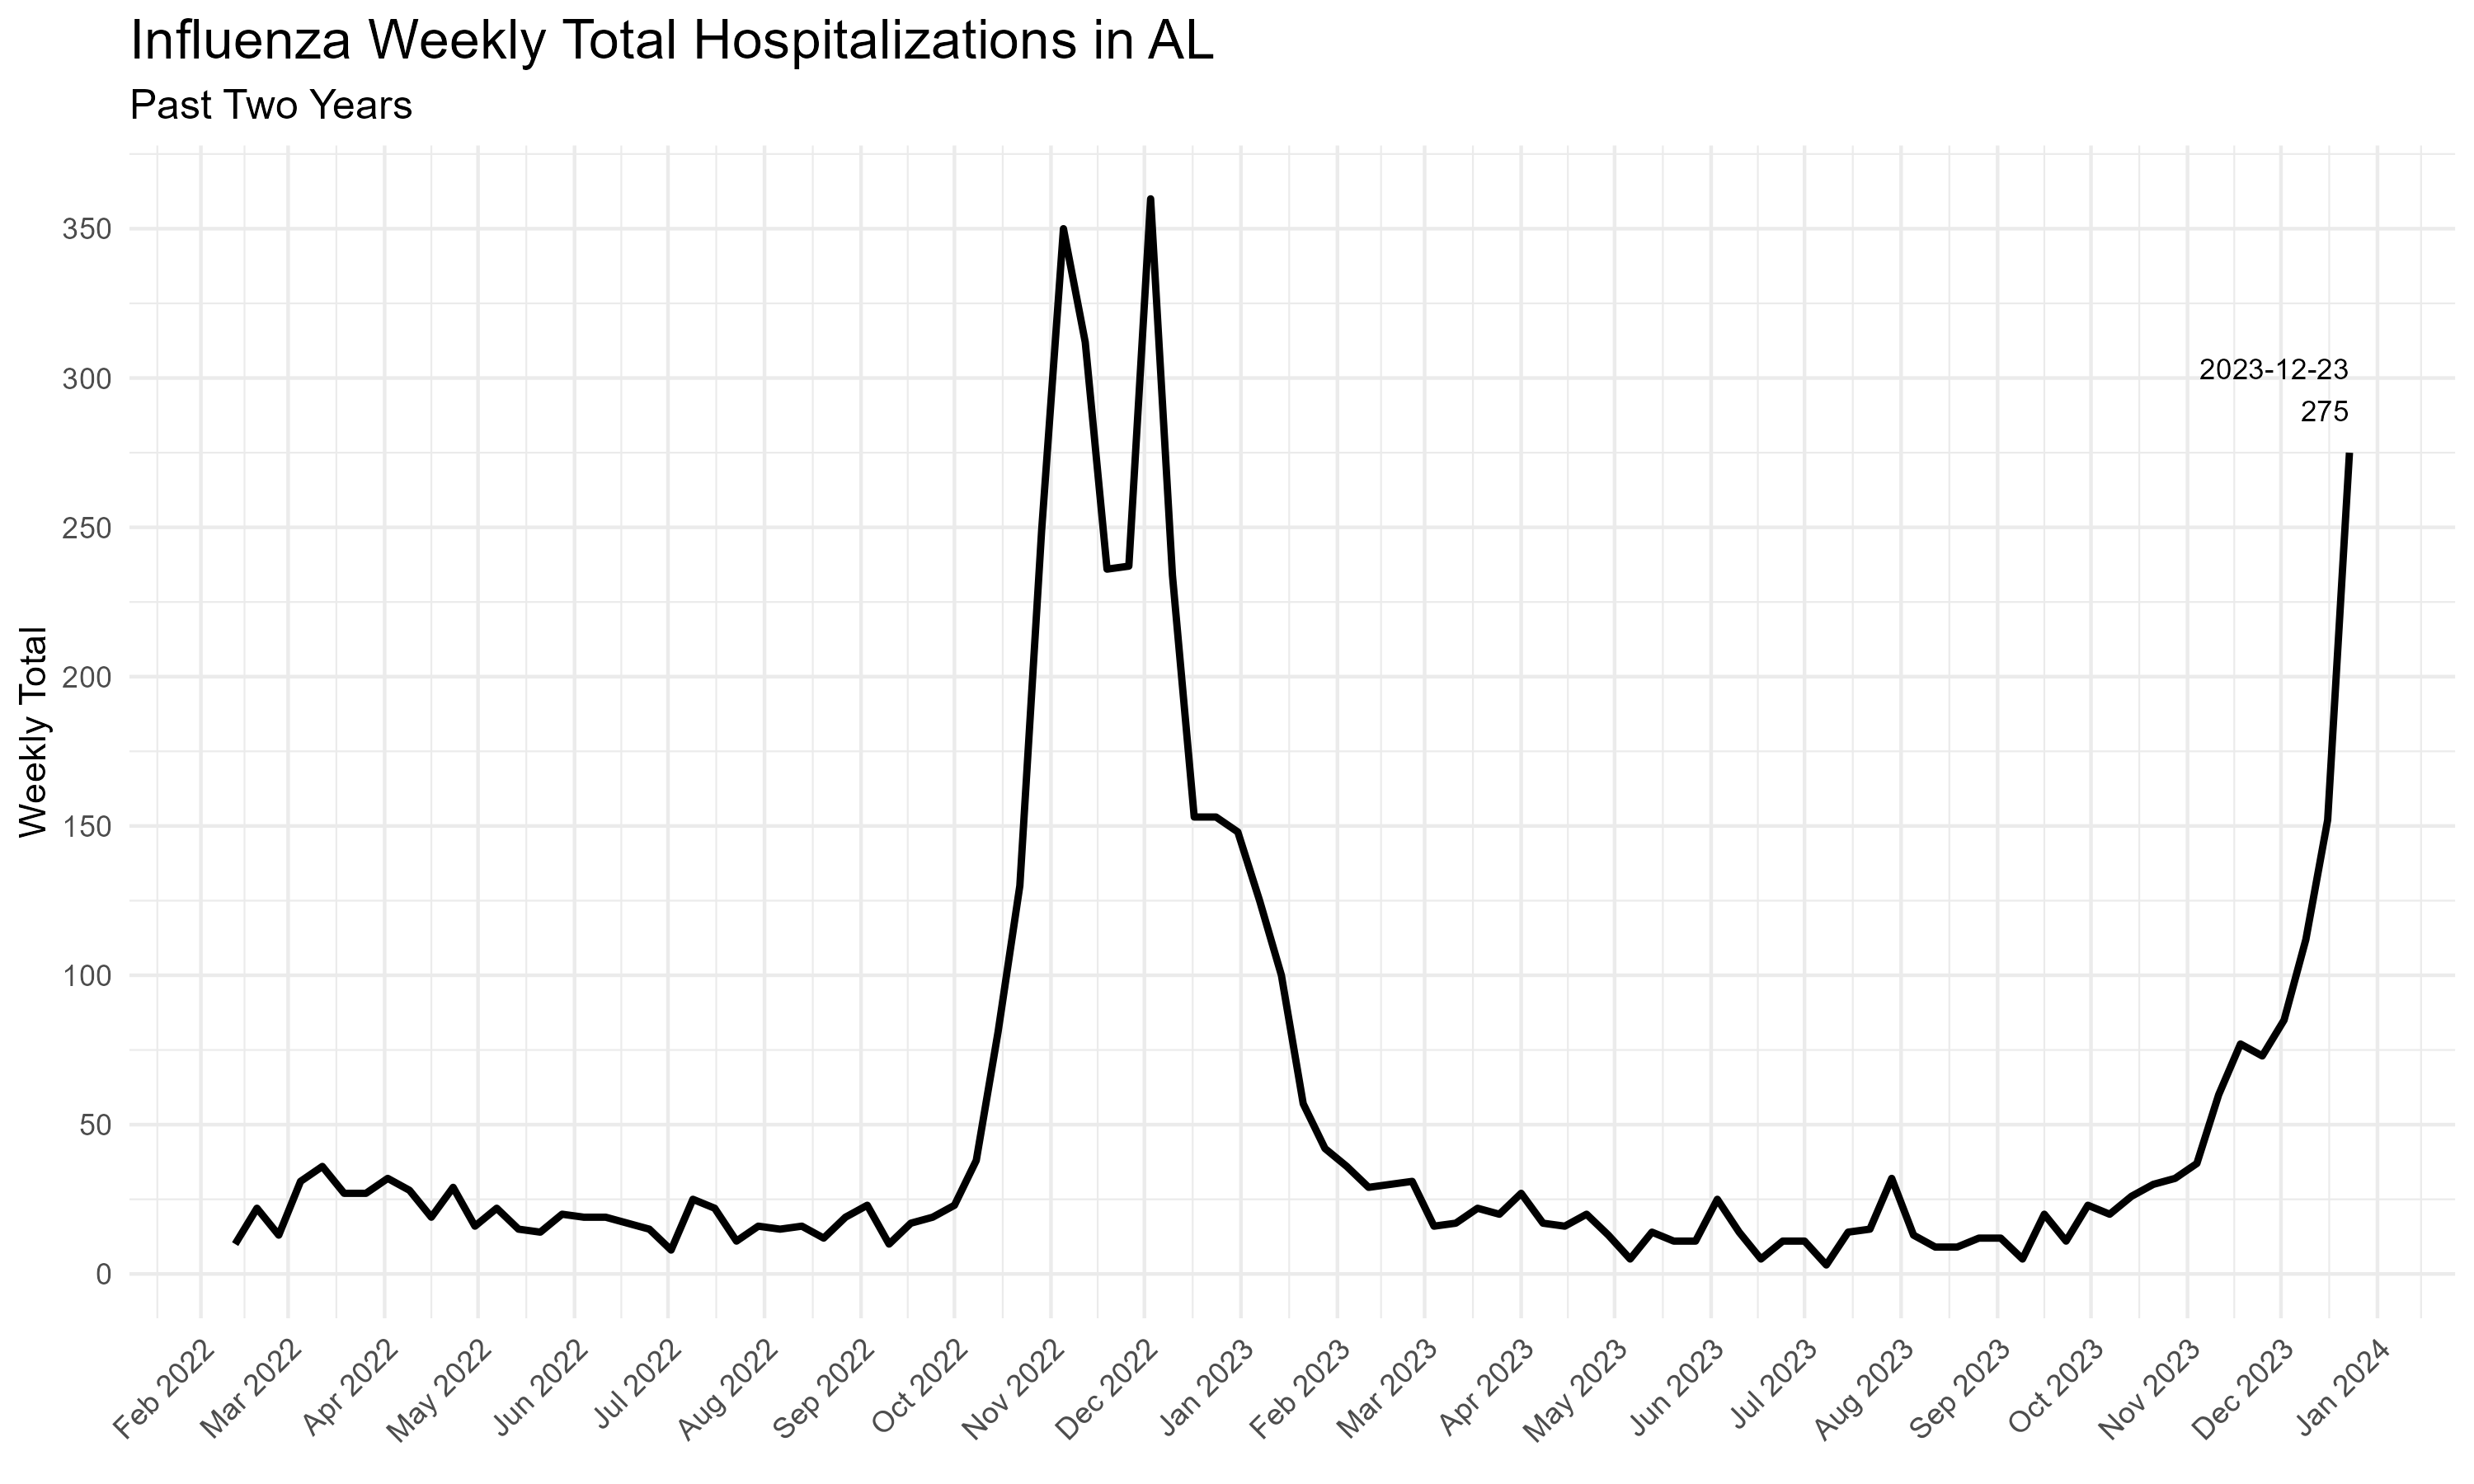 Influenza Weekly Total Hospitalizations in AL
Past Two Years
Weekly Total
350
300
250
200
150
100
50
0
2023-12-23
275
Feb 2022
Mar 2022
Apr 2022
May 2022
Jun 2022
Jul 2022
Aug 2022
Sep 2022
Oct 2022
Nov 2022
Dec 2022
Jan 2023
Feb 2023
Mar 2023
Apr 2023
May 2023
Jun 2023
Jul 2023
Aug 2023
Sep 2023
Oct 2023
Nov 2023
Dec 2023
Jan 2024